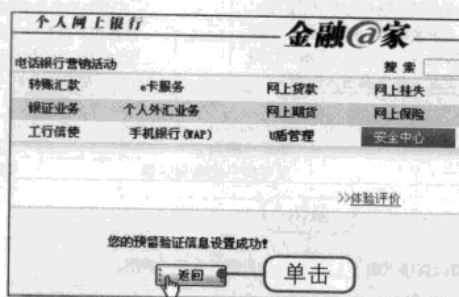 个人网上银行
金融@家
电话银行营销活动 搜索
转账汇款 e卡服务 网上贷款 网上挂失
银证业务 个人外汇业务 网上期货 网上保险
工行信使 手机银行(WAP) U盾管理 安全中心
>>体验评价
您的预留验证信息设置成功!
返回 单击